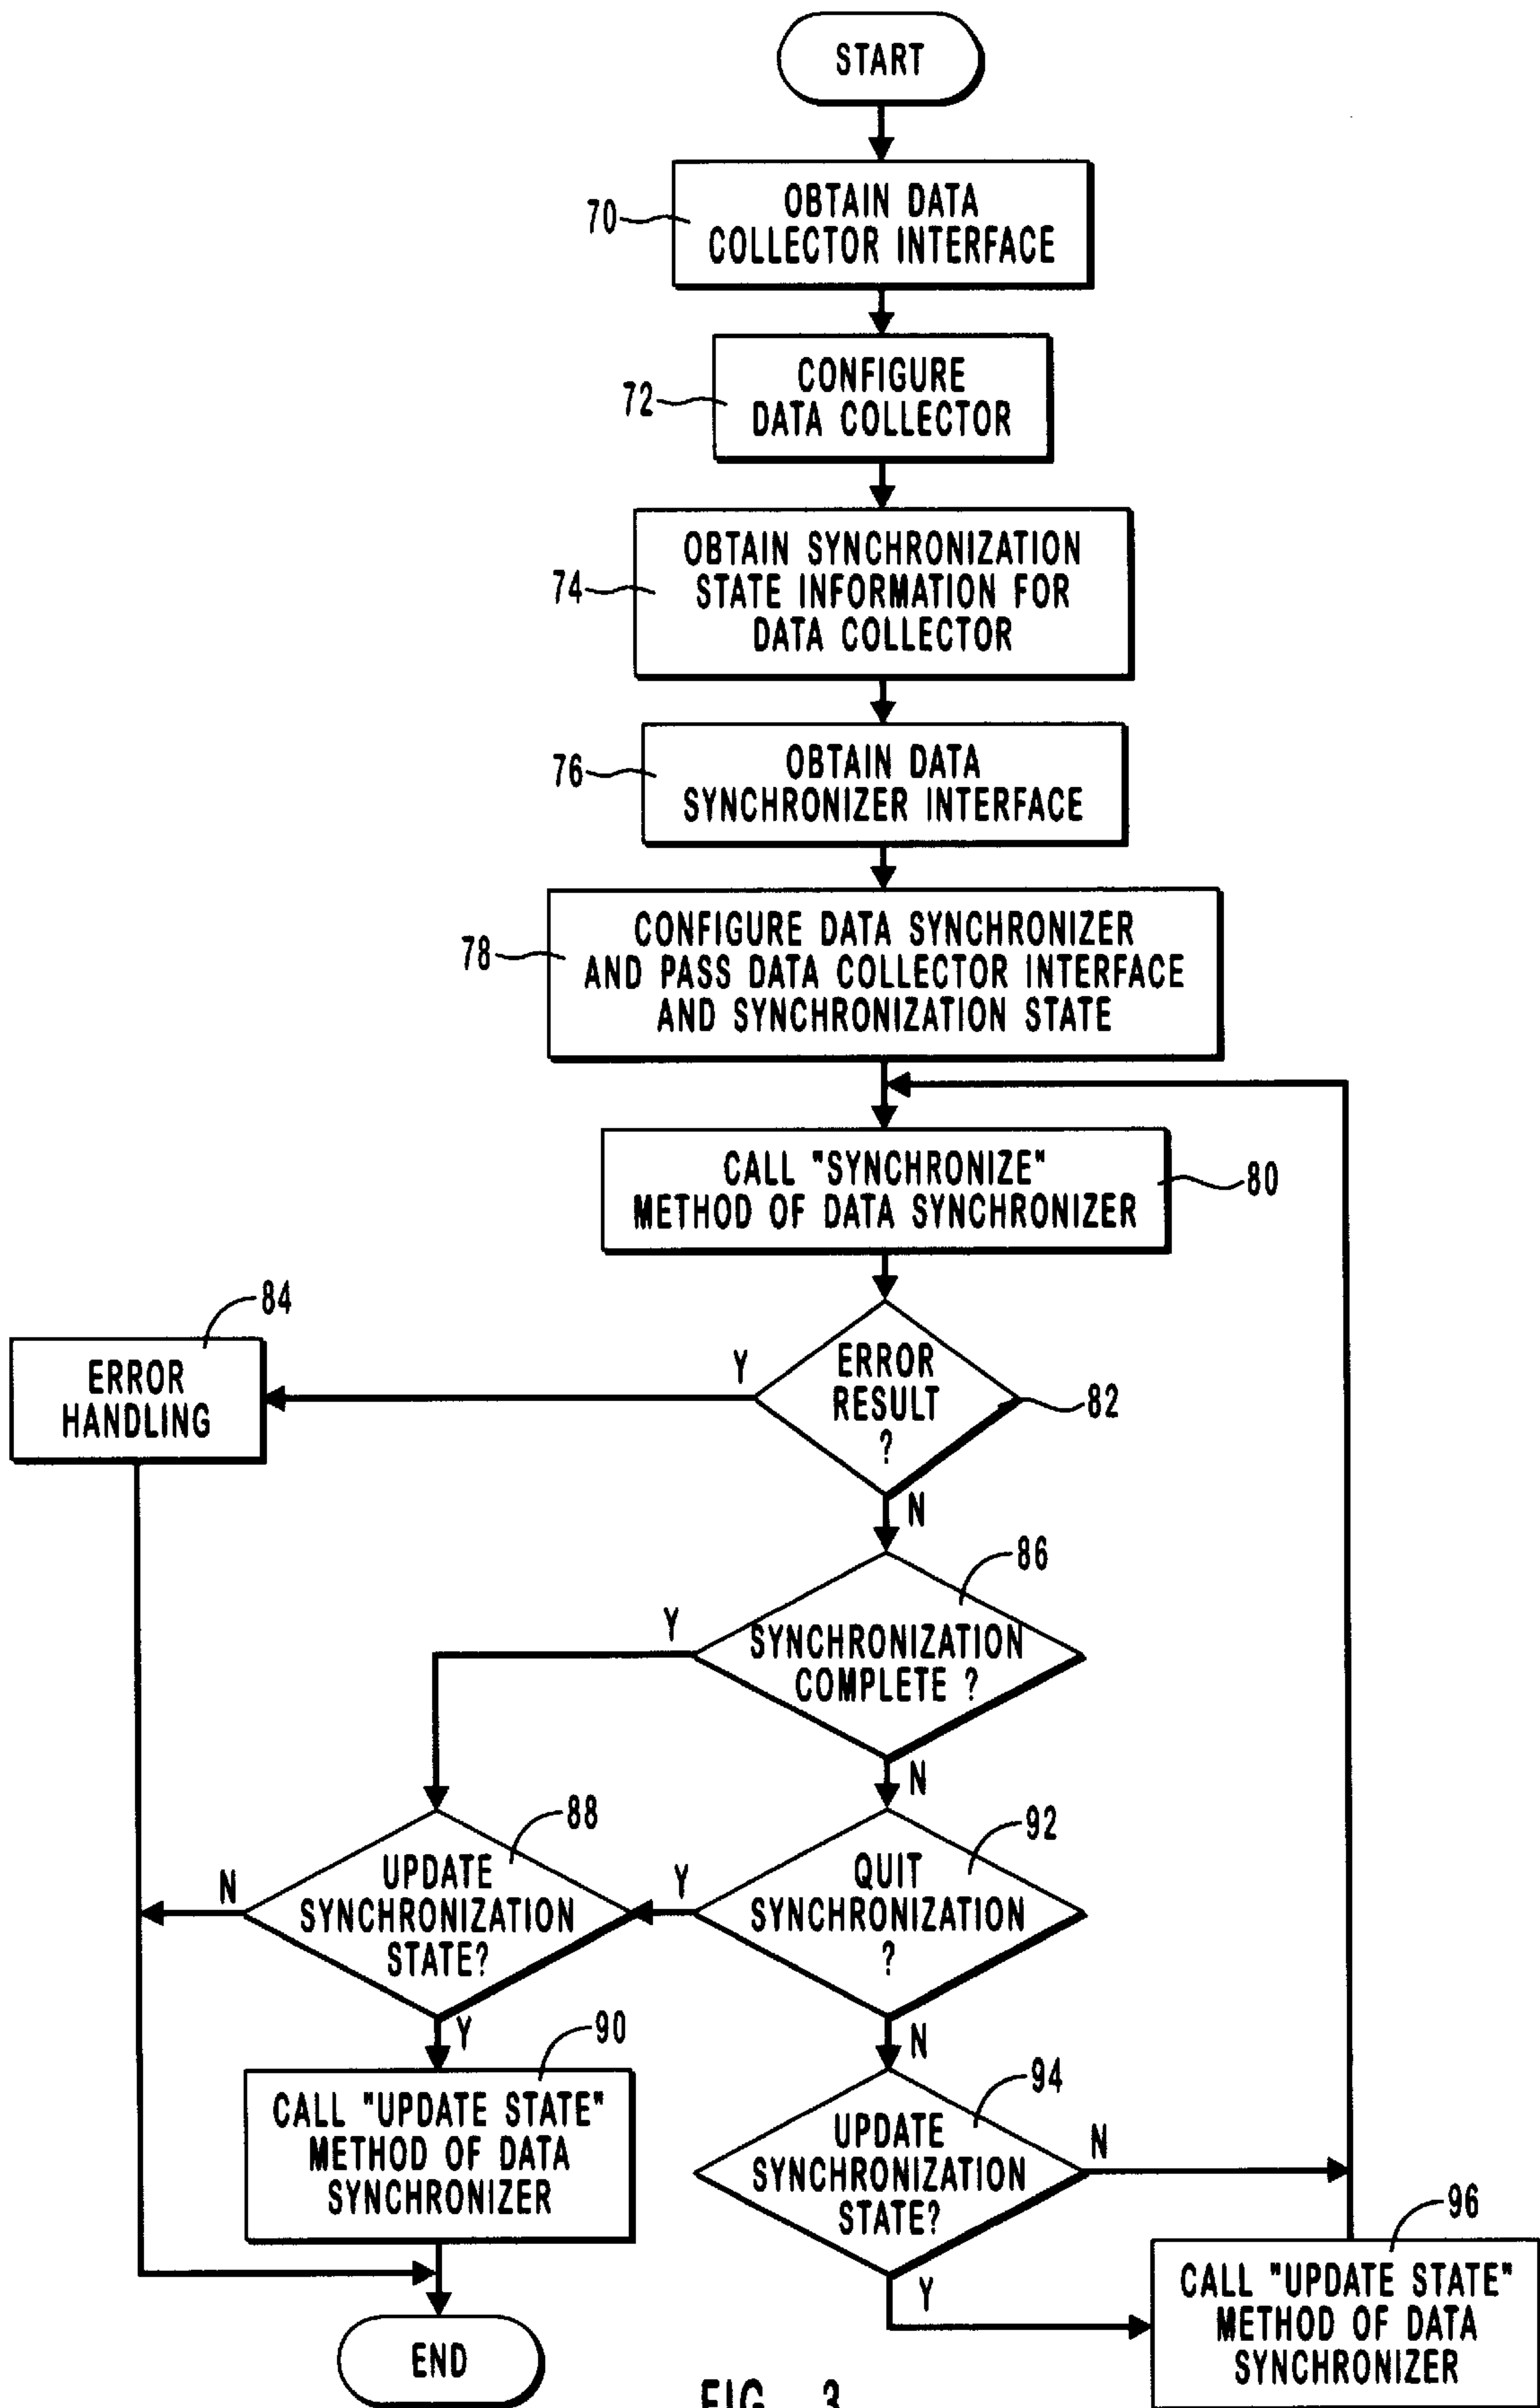 START
OBTAIN DATA
COLLECTOR INTERFACE
70
CONFIGURE
DATA COLLECTOR
72
OBTAIN SYNCHRONIZATION
STATE INFORMATION FOR
DATA COLLECTOR
74
OBTAIN DATA
SYNCHRONIZER INTERFACE
76
CONFIGURE DATA SYNCHRONIZER
AND PASS DATA COLLECTOR INTERFACE
AND SYNCHRONIZATION STATE
78
CALL "SYNCHRONIZE"
METHOD OF DATA SYNCHRONIZER
80
84
ERROR
HANDLING
Y
ERROR
RESULT
?
82
N
86
Y
SYNCHRONIZATION
COMPLETE ?
N
88
N
UPDATE
SYNCHRONIZATION
STATE?
Y
92
Y
QUIT
SYNCHRONIZATION
?
N
90
CALL "UPDATE STATE"
METHOD OF DATA
SYNCHRONIZER
94
UPDATE
SYNCHRONIZATION
STATE?
N
Y
96
CALL "UPDATE STATE"
METHOD OF DATA
SYNCHRONIZER
END
FIG. 3